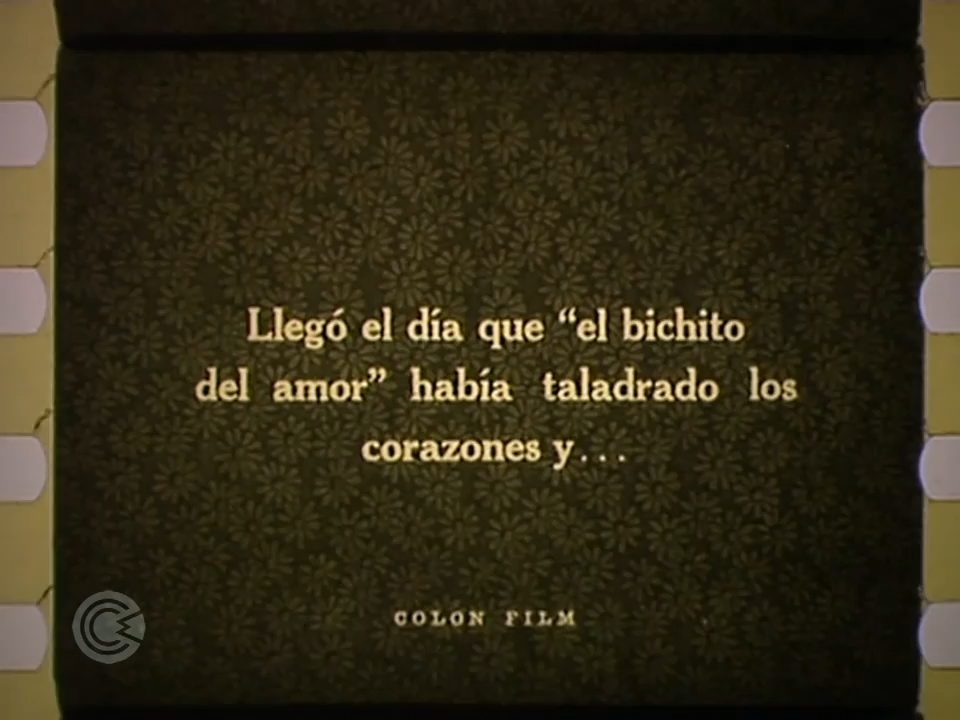 Llegó el día que “el bichito
del amor” había taladrado los
corazones y...
COLON FILM